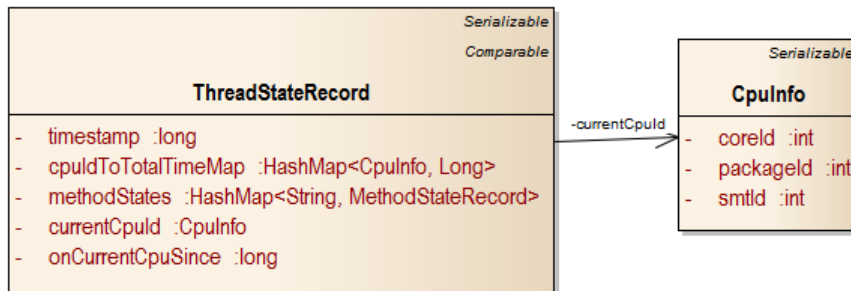 Serializable
Comparable
ThreadStateRecord
- timestamp :long
- cpuIdToTotalTimeMap :HashMap<CpuInfo, Long>
- methodStates :HashMap<String, MethodStateRecord>
- currentCpuId :CpuInfo
- onCurrentCpuSince :long
-currentCpuId
Serializable
CpuInfo
- coreId :int
- packageId :int
- smtId :int